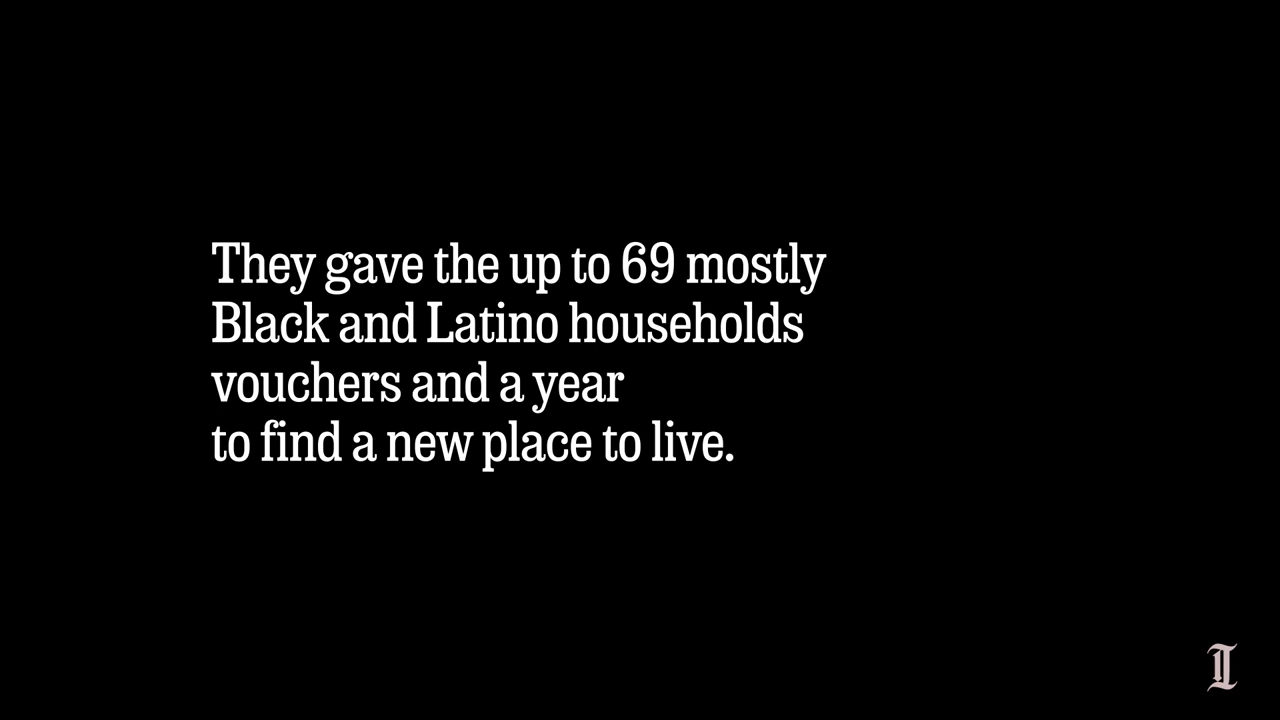 They gave the up to 69 mostly
Black and Latino households
vouchers and a year
to find a new place to live.
I